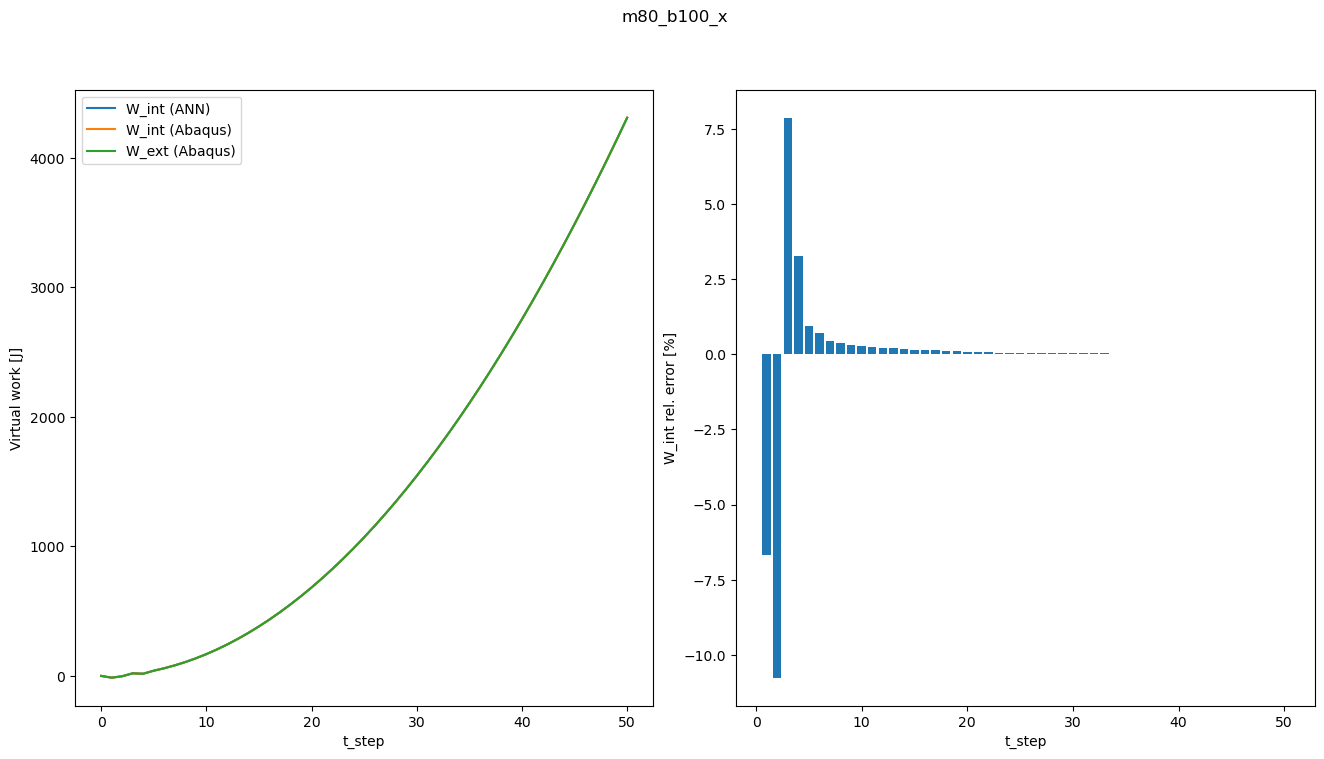 m80_b100_x
W_int (ANN)
W_int (Abaqus)
W_ext (Abaqus)
Virtual work [J]
4000
3000
2000
1000
0
0 10 20 30 40 50
t_step
W_int rel. error [%]
7.5
5.0
2.5
0.0
−2.5
−5.0
−7.5
−10.0
0 10 20 30 40 50
t_step